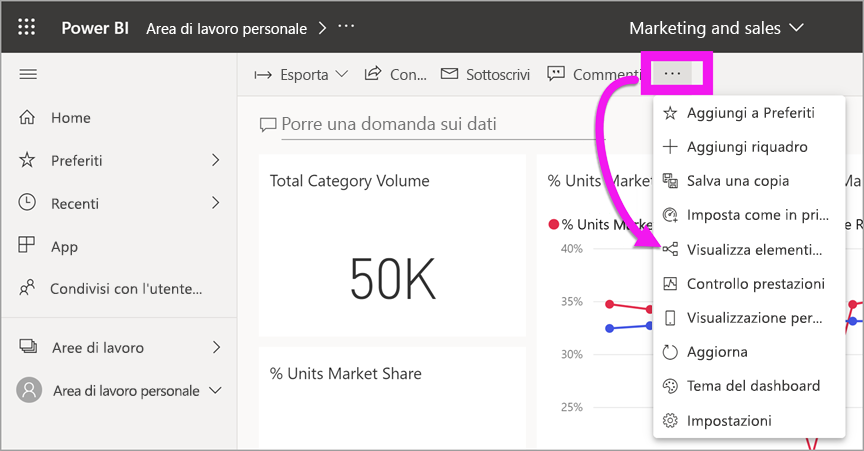 Power BI Area di lavoro personale > ... Marketing and sales
Esporta Con... Sottoscrivi Commenti ...
Home
Preferiti
Recenti
App
Condivisi con l'utente...
Aree di lavoro
Area di lavoro personale
Porre una domanda sui dati
Total Category Volume
50K
% Units Market Share
% Units Marke
% Units Marke
40%
35%
30%
25%
Aggiungi a Preferiti
Aggiungi riquadro
Salva una copia
Imposta come in pri...
Visualizza elementi...
Controllo prestazioni
Visualizzazione per...
Aggiorna
Tema del dashboard
Impostazioni